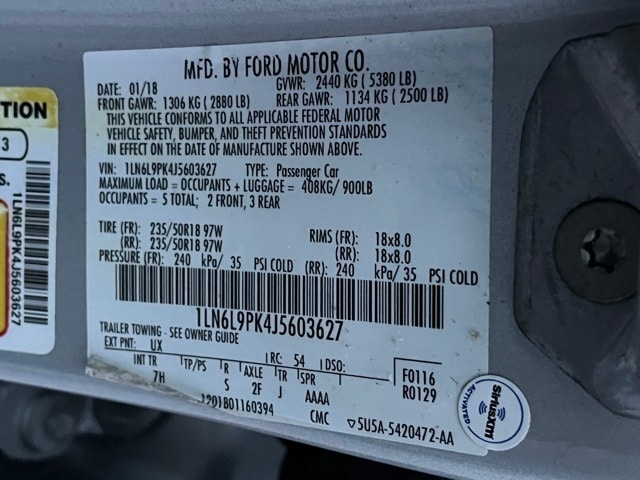 MFD. BY FORD MOTOR CO.
DATE: 01/18 GVWR: 2440 KG ( 5380 LB)
FRONT GAWR: 1306 KG ( 2880 LB) REAR GAWR: 1134 KG ( 2500 LB)
THIS VEHICLE CONFORMS TO ALL APPLICABLE FEDERAL MOTOR
VEHICLE SAFETY, BUMPER, AND THEFT PREVENTION STANDARDS
IN EFFECT ON THE DATE OF MANUFACTURE SHOWN ABOVE.
VIN: 1LN6L9PK4J5603627 TYPE: Passenger Car
MAXIMUM LOAD = OCCUPANTS + LUGGAGE = 408KG/ 900LB
OCCUPANTS = 5 TOTAL; 2 FRONT, 3 REAR
TIRE (FR): 235/50R18 97W RIMS (FR): 18x8.0
(RR): 235/50R18 97W (RR): 18x8.0
PRESSURE (FR): 240 kPa/ 35 PSI COLD (RR): 240 kPa/ 35 PSI COLD
1LN6L9PK4J5603627
TRAILER TOWING - SEE OWNER GUIDE
EXT PNT: UX RC: 54 DSO:
INT TR TP/PS R AXLE TR SPR F0116
7H S 2F J AAAA R0129
1201B01160394 CMC 5U5A-5420472-AA
SiriusXM
TION
3
S.
1LN6L9PK4J5603627